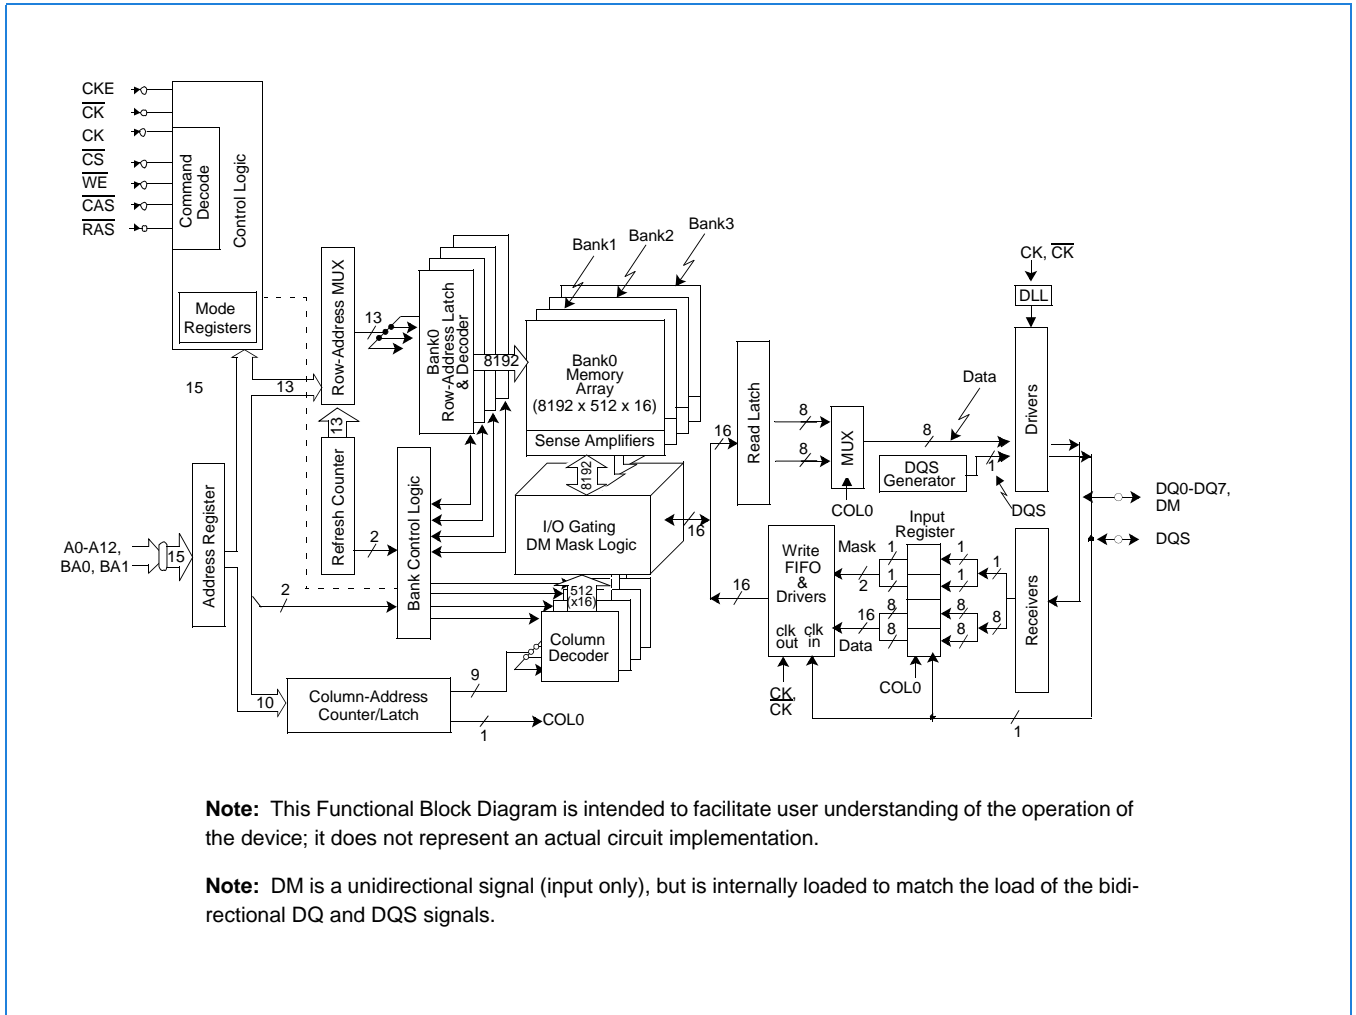 CKE
CK
CK
CS
WE
CAS
RAS
Command
Decode
Control Logic
Mode
Registers
15
13
Row-Address MUX
13
Refresh Counter
13
Bank0
Row-Address Latch
& Decoder
8192
Bank1
Bank2
Bank3
Bank0
Memory
Array
(8192 x 512 x 16)
Sense Amplifiers
8192
I/O Gating
DM Mask Logic
16
512
(x16)
Column
Decoder
Bank Control Logic
2
2
A0-A12,
BA0, BA1
15
Address Register
10
Column-Address
Counter/Latch
9
1
COL0
16
Read Latch
8
8
MUX
COL0
8
Data
DQS
Generator
1
DQS
CK, CK
DLL
Drivers
DQ0-DQ7,
DM
DQS
16
Write
FIFO
&
Drivers
clk
out
clk
in
CK,
CK
Mask
2
16
Data
Input
Register
1
1
8
8
1
1
8
8
1
8
COL0
Receivers
1
Note: This Functional Block Diagram is intended to facilitate user understanding of the operation of
the device; it does not represent an actual circuit implementation.
Note: DM is a unidirectional signal (input only), but is internally loaded to match the load of the bidi-
rectional DQ and DQS signals.